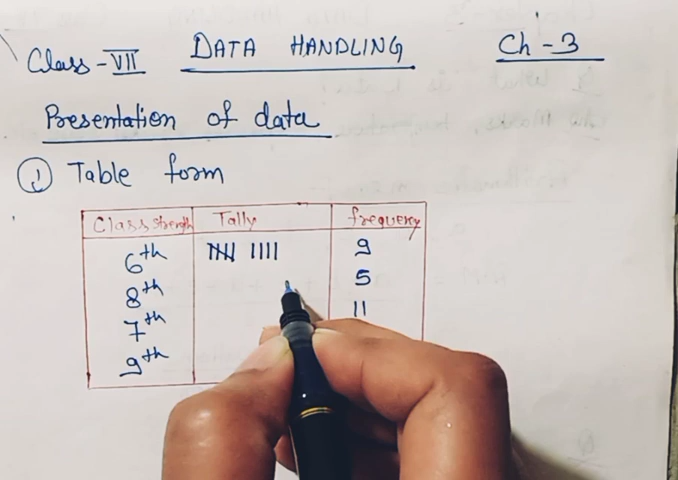 Class - VII DATA HANDLING Ch - 3
Presentation of data
1 Table form
Class strength Tally frequency
6th 𝍸 |||| 9
8th 5
7th 11
9th